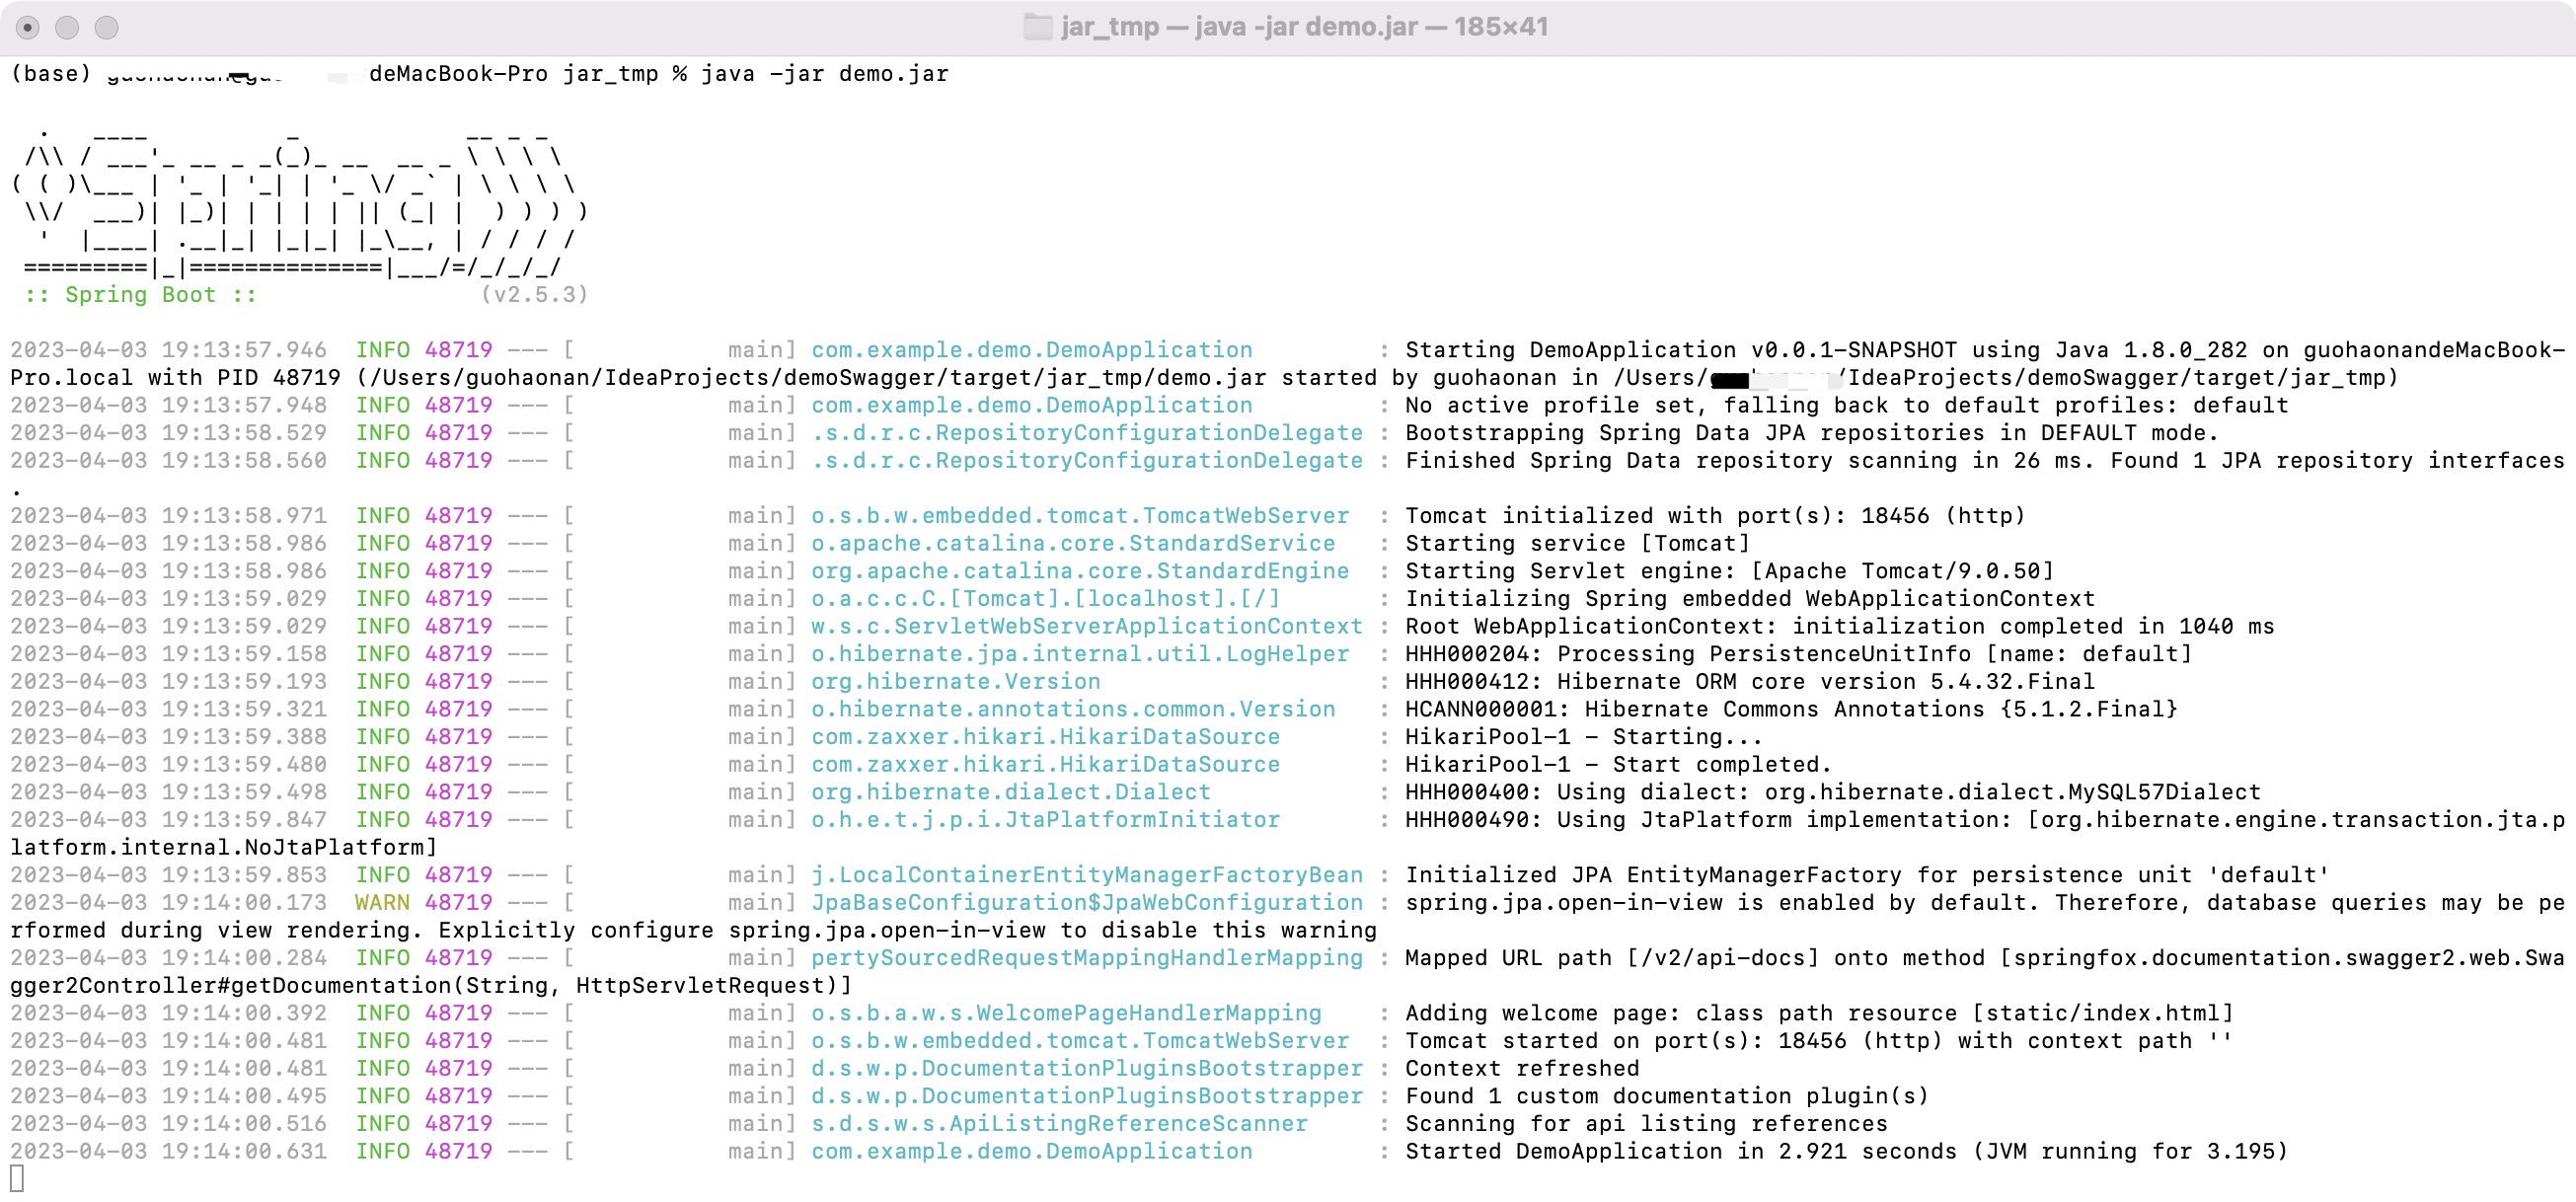 jar_tmp — java -jar demo.jar — 185×41
(base) deMacBook-Pro jar_tmp % java -jar demo.jar
  .   ____          _            __ _ _
 /\\ / ___'_ __ _ _(_)_ __  __ _ \ \ \ \
( ( )\___ | '_ | '_| | '_ \/ _` | \ \ \ \
 \\/  ___)| |_)| | | | | || (_| |  ) ) ) )
  '  |____| .__|_| |_|_| |_\__, | / / / /
 =========|_|==============|___/=/_/_/_/
 :: Spring Boot ::                (v2.5.3)
2023-04-03 19:13:57.946  INFO 48719 --- [           main] com.example.demo.DemoApplication         : Starting DemoApplication v0.0.1-SNAPSHOT using Java 1.8.0_282 on guohaonandeMacBook-
Pro.local with PID 48719 (/Users/guohaonan/IdeaProjects/demoSwagger/target/jar_tmp/demo.jar started by guohaonan in /Users/ /IdeaProjects/demoSwagger/target/jar_tmp)
2023-04-03 19:13:57.948  INFO 48719 --- [           main] com.example.demo.DemoApplication         : No active profile set, falling back to default profiles: default
2023-04-03 19:13:58.529  INFO 48719 --- [           main] .s.d.r.c.RepositoryConfigurationDelegate : Bootstrapping Spring Data JPA repositories in DEFAULT mode.
2023-04-03 19:13:58.560  INFO 48719 --- [           main] .s.d.r.c.RepositoryConfigurationDelegate : Finished Spring Data repository scanning in 26 ms. Found 1 JPA repository interfaces
.
2023-04-03 19:13:58.971  INFO 48719 --- [           main] o.s.b.w.embedded.tomcat.TomcatWebServer  : Tomcat initialized with port(s): 18456 (http)
2023-04-03 19:13:58.986  INFO 48719 --- [           main] o.apache.catalina.core.StandardService   : Starting service [Tomcat]
2023-04-03 19:13:58.986  INFO 48719 --- [           main] org.apache.catalina.core.StandardEngine  : Starting Servlet engine: [Apache Tomcat/9.0.50]
2023-04-03 19:13:59.029  INFO 48719 --- [           main] o.a.c.c.C.[Tomcat].[localhost].[/]       : Initializing Spring embedded WebApplicationContext
2023-04-03 19:13:59.029  INFO 48719 --- [           main] w.s.c.ServletWebServerApplicationContext : Root WebApplicationContext: initialization completed in 1040 ms
2023-04-03 19:13:59.158  INFO 48719 --- [           main] o.hibernate.jpa.internal.util.LogHelper  : HHH000204: Processing PersistenceUnitInfo [name: default]
2023-04-03 19:13:59.193  INFO 48719 --- [           main] org.hibernate.Version                    : HHH000412: Hibernate ORM core version 5.4.32.Final
2023-04-03 19:13:59.321  INFO 48719 --- [           main] o.hibernate.annotations.common.Version   : HCANN000001: Hibernate Commons Annotations {5.1.2.Final}
2023-04-03 19:13:59.388  INFO 48719 --- [           main] com.zaxxer.hikari.HikariDataSource       : HikariPool-1 - Starting...
2023-04-03 19:13:59.480  INFO 48719 --- [           main] com.zaxxer.hikari.HikariDataSource       : HikariPool-1 - Start completed.
2023-04-03 19:13:59.498  INFO 48719 --- [           main] org.hibernate.dialect.Dialect            : HHH000400: Using dialect: org.hibernate.dialect.MySQL57Dialect
2023-04-03 19:13:59.847  INFO 48719 --- [           main] o.h.e.t.j.p.i.JtaPlatformInitiator       : HHH000490: Using JtaPlatform implementation: [org.hibernate.engine.transaction.jta.p
latform.internal.NoJtaPlatform]
2023-04-03 19:13:59.853  INFO 48719 --- [           main] j.LocalContainerEntityManagerFactoryBean : Initialized JPA EntityManagerFactory for persistence unit 'default'
2023-04-03 19:14:00.173  WARN 48719 --- [           main] JpaBaseConfiguration$JpaWebConfiguration : spring.jpa.open-in-view is enabled by default. Therefore, database queries may be pe
rformed during view rendering. Explicitly configure spring.jpa.open-in-view to disable this warning
2023-04-03 19:14:00.284  INFO 48719 --- [           main] pertySourcedRequestMappingHandlerMapping : Mapped URL path [/v2/api-docs] onto method [springfox.documentation.swagger2.web.Swa
gger2Controller#getDocumentation(String, HttpServletRequest)]
2023-04-03 19:14:00.392  INFO 48719 --- [           main] o.s.b.a.w.s.WelcomePageHandlerMapping    : Adding welcome page: class path resource [static/index.html]
2023-04-03 19:14:00.481  INFO 48719 --- [           main] o.s.b.w.embedded.tomcat.TomcatWebServer  : Tomcat started on port(s): 18456 (http) with context path ''
2023-04-03 19:14:00.481  INFO 48719 --- [           main] d.s.w.p.DocumentationPluginsBootstrapper : Context refreshed
2023-04-03 19:14:00.495  INFO 48719 --- [           main] d.s.w.p.DocumentationPluginsBootstrapper : Found 1 custom documentation plugin(s)
2023-04-03 19:14:00.516  INFO 48719 --- [           main] s.d.s.w.s.ApiListingReferenceScanner     : Scanning for api listing references
2023-04-03 19:14:00.631  INFO 48719 --- [           main] com.example.demo.DemoApplication         : Started DemoApplication in 2.921 seconds (JVM running for 3.195)